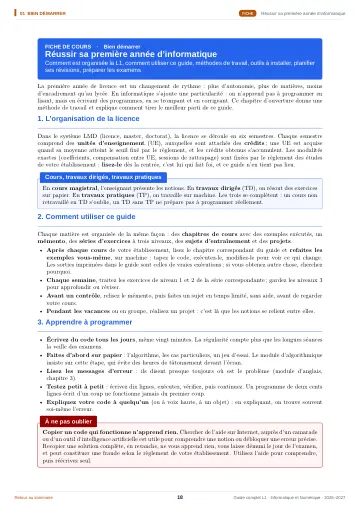 01. BIEN DÉMARRER
FICHE
Réussir sa première année d'informatique
FICHE DE COURS · Bien démarrer
Réussir sa première année d'informatique
Comment est organisée la L1, comment utiliser ce guide, méthodes de travail, outils à installer, planifier
ses révisions, préparer les examens
La première année de licence est un changement de rythme : plus d'autonomie, plus de matières, moins
d'encadrement qu'au lycée. En informatique s'ajoute une particularité : on n'apprend pas à programmer en
lisant, mais en écrivant des programmes, en se trompant et en corrigeant. Ce chapitre d'ouverture donne une
méthode de travail et explique comment tirer le meilleur parti de ce guide.
1. L'organisation de la licence
Dans le système LMD (licence, master, doctorat), la licence se déroule en six semestres. Chaque semestre
comprend des unités d'enseignement (UE), auxquelles sont attachés des crédits ; une UE est acquise
quand sa moyenne atteint le seuil fixé par le règlement, et les crédits obtenus s'accumulent. Les modalités
exactes (coefficients, compensation entre UE, sessions de rattrapage) sont fixées par le règlement des études
de votre établissement : lisez-le dès la rentrée, c'est lui qui fait foi, et ce guide n'en tient pas lieu.
Cours, travaux dirigés, travaux pratiques
En cours magistral, l'enseignant présente les notions. En travaux dirigés (TD), on résout des exercices
sur papier. En travaux pratiques (TP), on travaille sur machine. Les trois se complètent : un cours non
retravaillé en TD s'oublie, un TD sans TP ne prépare pas à programmer réellement.
2. Comment utiliser ce guide
Chaque matière est organisée de la même façon : des chapitres de cours avec des exemples exécutés, un
mémento, des séries d'exercices à trois niveaux, des sujets d'entraînement et des projets.
• Après chaque cours de votre établissement, lisez le chapitre correspondant du guide et refaites les
exemples vous-même, sur machine : tapez le code, exécutez-le, modifiez-le pour voir ce qui change.
Les sorties imprimées dans le guide sont celles de vraies exécutions ; si vous obtenez autre chose, cherchez
pourquoi.
• Chaque semaine, traitez les exercices de niveau 1 et 2 de la série correspondante ; gardez les niveaux 3
pour approfondir ou réviser.
• Avant un contrôle, relisez le mémento, puis faites un sujet en temps limité, sans aide, avant de regarder
votre cours.
• Pendant les vacances ou en groupe, réalisez un projet : c'est là que les notions se relient entre elles.
3. Apprendre à programmer
• Écrivez du code tous les jours, même vingt minutes. La régularité compte plus que les longues séances
la veille des examens.
• Faites d'abord sur papier : l'algorithme, les cas particuliers, un jeu d'essai. Le module d'algorithmique
insiste sur cette étape, qui évite des heures de tâtonnement devant l'écran.
• Lisez les messages d'erreur : ils disent presque toujours où est le problème (module d'anglais,
chapitre 3).
• Testez petit à petit : écrivez dix lignes, exécutez, vérifiez, puis continuez. Un programme de deux cents
lignes écrit d'un coup ne fonctionne jamais du premier coup.
• Expliquez votre code à quelqu'un (ou à voix haute, à un objet) : en expliquant, on trouve souvent
soi-même l'erreur.
À ne pas oublier
Copier un code qui fonctionne n'apprend rien. Chercher de l'aide sur Internet, auprès d'un camarade
ou d'un outil d'intelligence artificielle est utile pour comprendre une notion ou débloquer une erreur précise.
Recopier une solution complète, en revanche, ne vous apprend rien, vous laisse démuni le jour de l'examen,
et peut constituer une fraude selon le règlement de votre établissement. Utilisez l'aide pour comprendre,
puis réécrivez seul.
Retour au sommaire
18
Guide complet L1 · Informatique et Numérique · 2026–2027